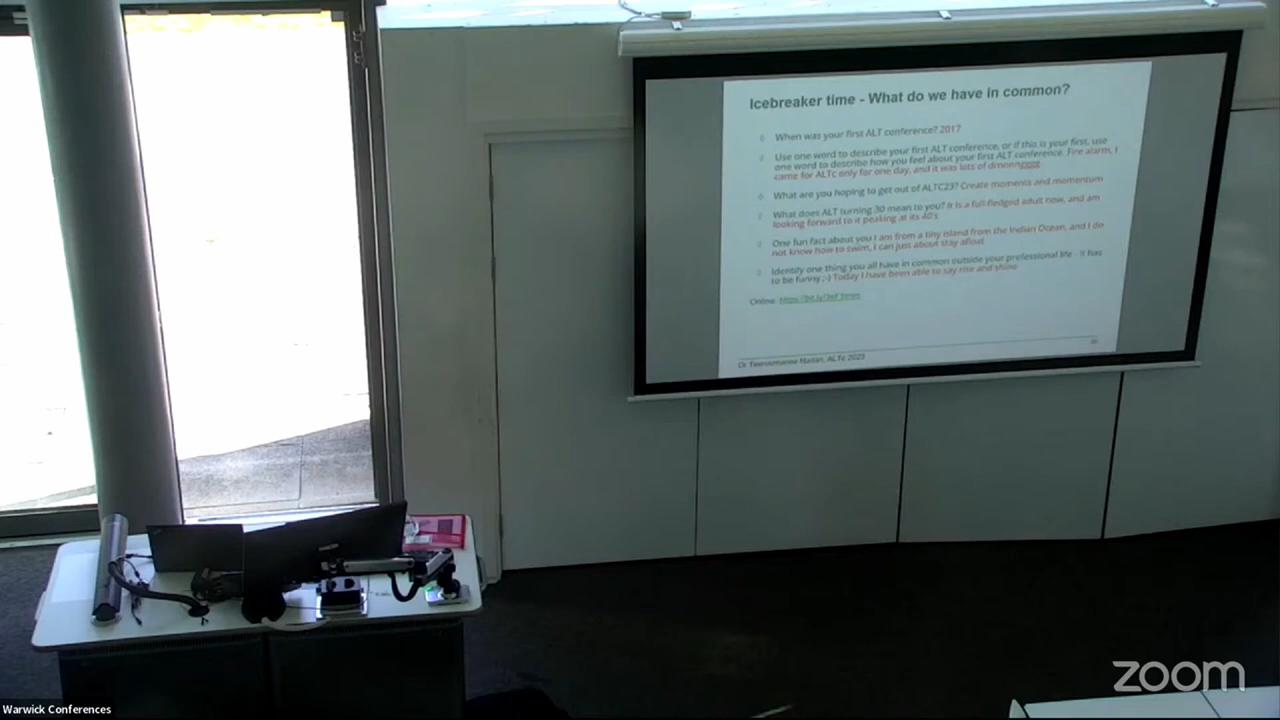 Icebreaker time - What do we have in common?
When was your first ALT conference? 2017
Use one word to describe your first ALT conference, or if this is your first, use
one word to describe how you feel about your first ALT conference. Fire alarm, I
came for ALTc only for one day, and it was lots of
What are you hoping to get out of ALTC23? Create moments and momentum
What does ALT turning 30 mean to you? It is a full-fledged adult now, and am
looking forward to it peaking at its 40's
One fun fact about you I am from a tiny island from the Indian Ocean, and I do
not know how to swim, I can just about stay afloat
Identify one thing you all have in common outside your professional life - it has
to be funny ;-) Today I have been able to say rise and shine
Online:
Dr ALTc 2023
Warwick Conferences
zoom